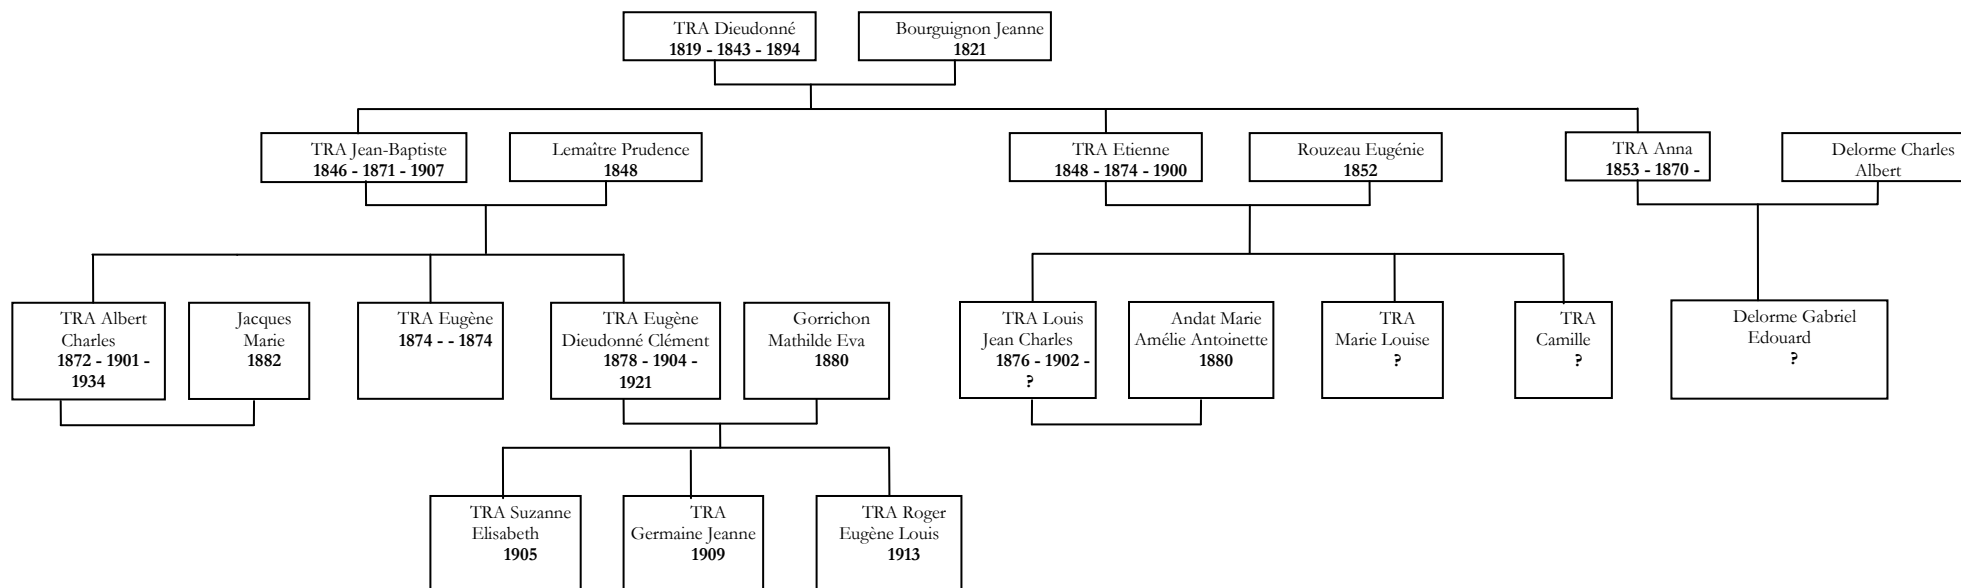 TRA Dieudonné
1819 - 1843 - 1894
Bourguignon Jeanne
1821
TRA Jean-Baptiste
1846 - 1871 - 1907
Lemaître Prudence
1848
TRA Etienne
1848 - 1874 - 1900
Rouzeau Eugénie
1852
TRA Anna
1853 - 1870 -
Delorme Charles
Albert
TRA Albert
Charles
1872 - 1901 -
1934
Jacques
Marie
1882
TRA Eugène
1874 - - 1874
TRA Eugène
Dieudonné Clément
1878 - 1904 -
1921
Gorrichon
Mathilde Eva
1880
TRA Louis
Jean Charles
1876 - 1902 -
?
Andat Marie
Amélie Antoinette
1880
TRA
Marie Louise
?
TRA
Camille
?
Delorme Gabriel
Edouard
?
TRA Suzanne
Elisabeth
1905
TRA
Germaine Jeanne
1909
TRA Roger
Eugène Louis
1913